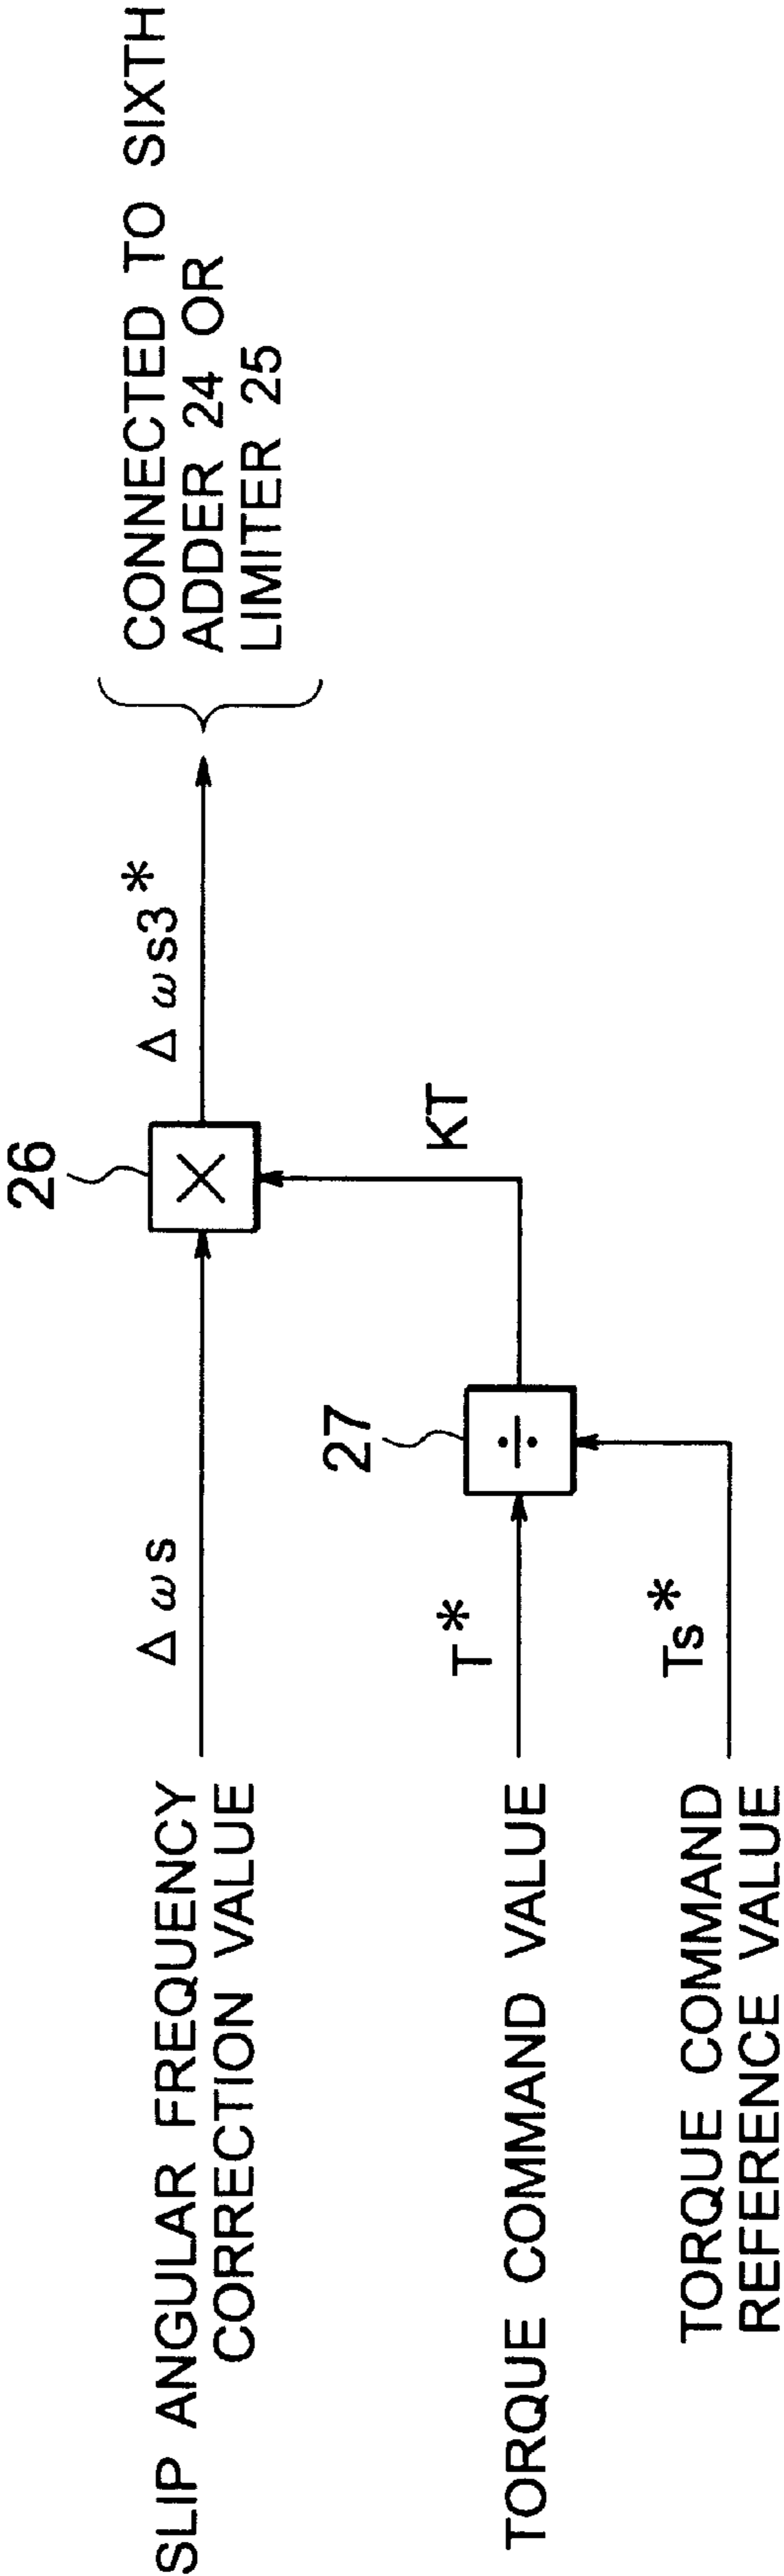 SLIP ANGULAR FREQUENCY
CORRECTION VALUE
Δωs
26
×
Δωs3*
CONNECTED TO SIXTH
ADDER 24 OR
LIMITER 25
TORQUE COMMAND VALUE
T*
27
÷
KT
TORQUE COMMAND
REFERENCE VALUE
Ts*